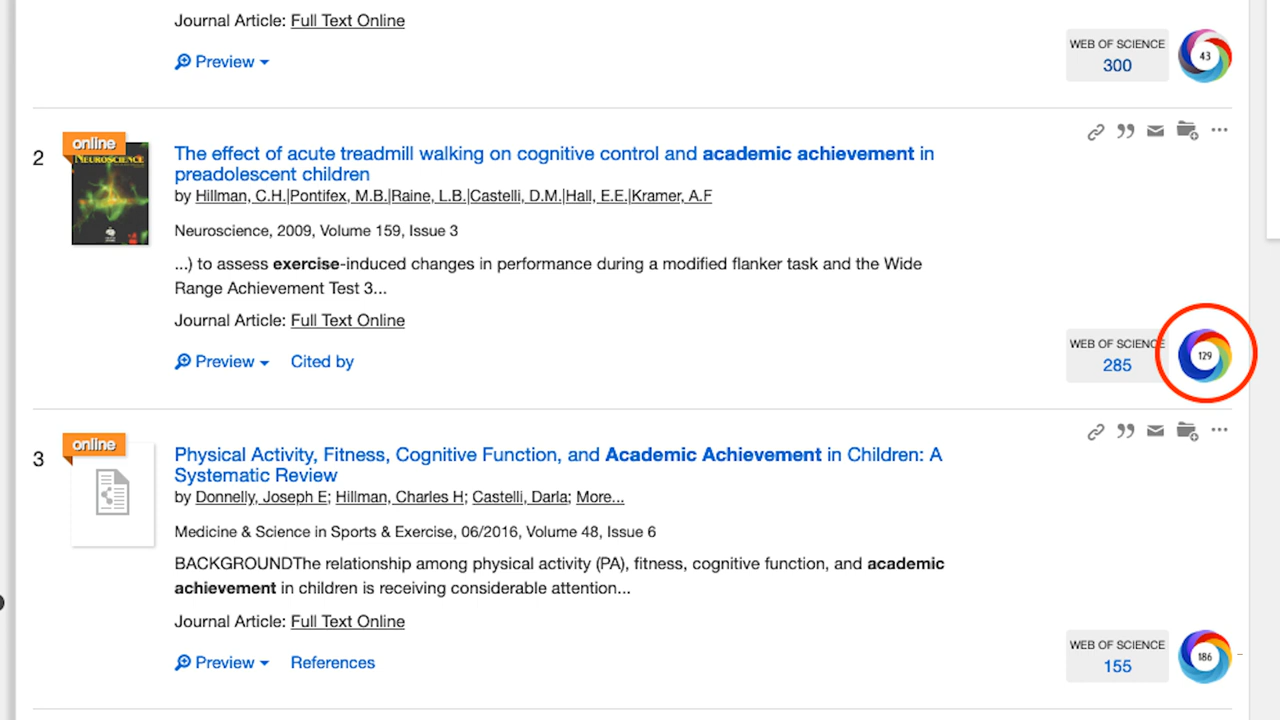 Journal Article: Full Text Online
Preview
WEB OF SCIENCE
300
43
2
online
NEUROSCIENCE
The effect of acute treadmill walking on cognitive control and academic achievement in
preadolescent children
by Hillman, C.H.|Pontifex, M.B.|Raine, L.B.|Castelli, D.M.|Hall, E.E.|Kramer, A.F
Neuroscience, 2009, Volume 159, Issue 3
...) to assess exercise-induced changes in performance during a modified flanker task and the Wide
Range Achievement Test 3...
Journal Article: Full Text Online
Preview Cited by
WEB OF SCIENCE
285
129
3
online
Physical Activity, Fitness, Cognitive Function, and Academic Achievement in Children: A
Systematic Review
by Donnelly, Joseph E; Hillman, Charles H; Castelli, Darla; More...
Medicine & Science in Sports & Exercise, 06/2016, Volume 48, Issue 6
BACKGROUNDThe relationship among physical activity (PA), fitness, cognitive function, and academic
achievement in children is receiving considerable attention...
Journal Article: Full Text Online
Preview References
WEB OF SCIENCE
155
186